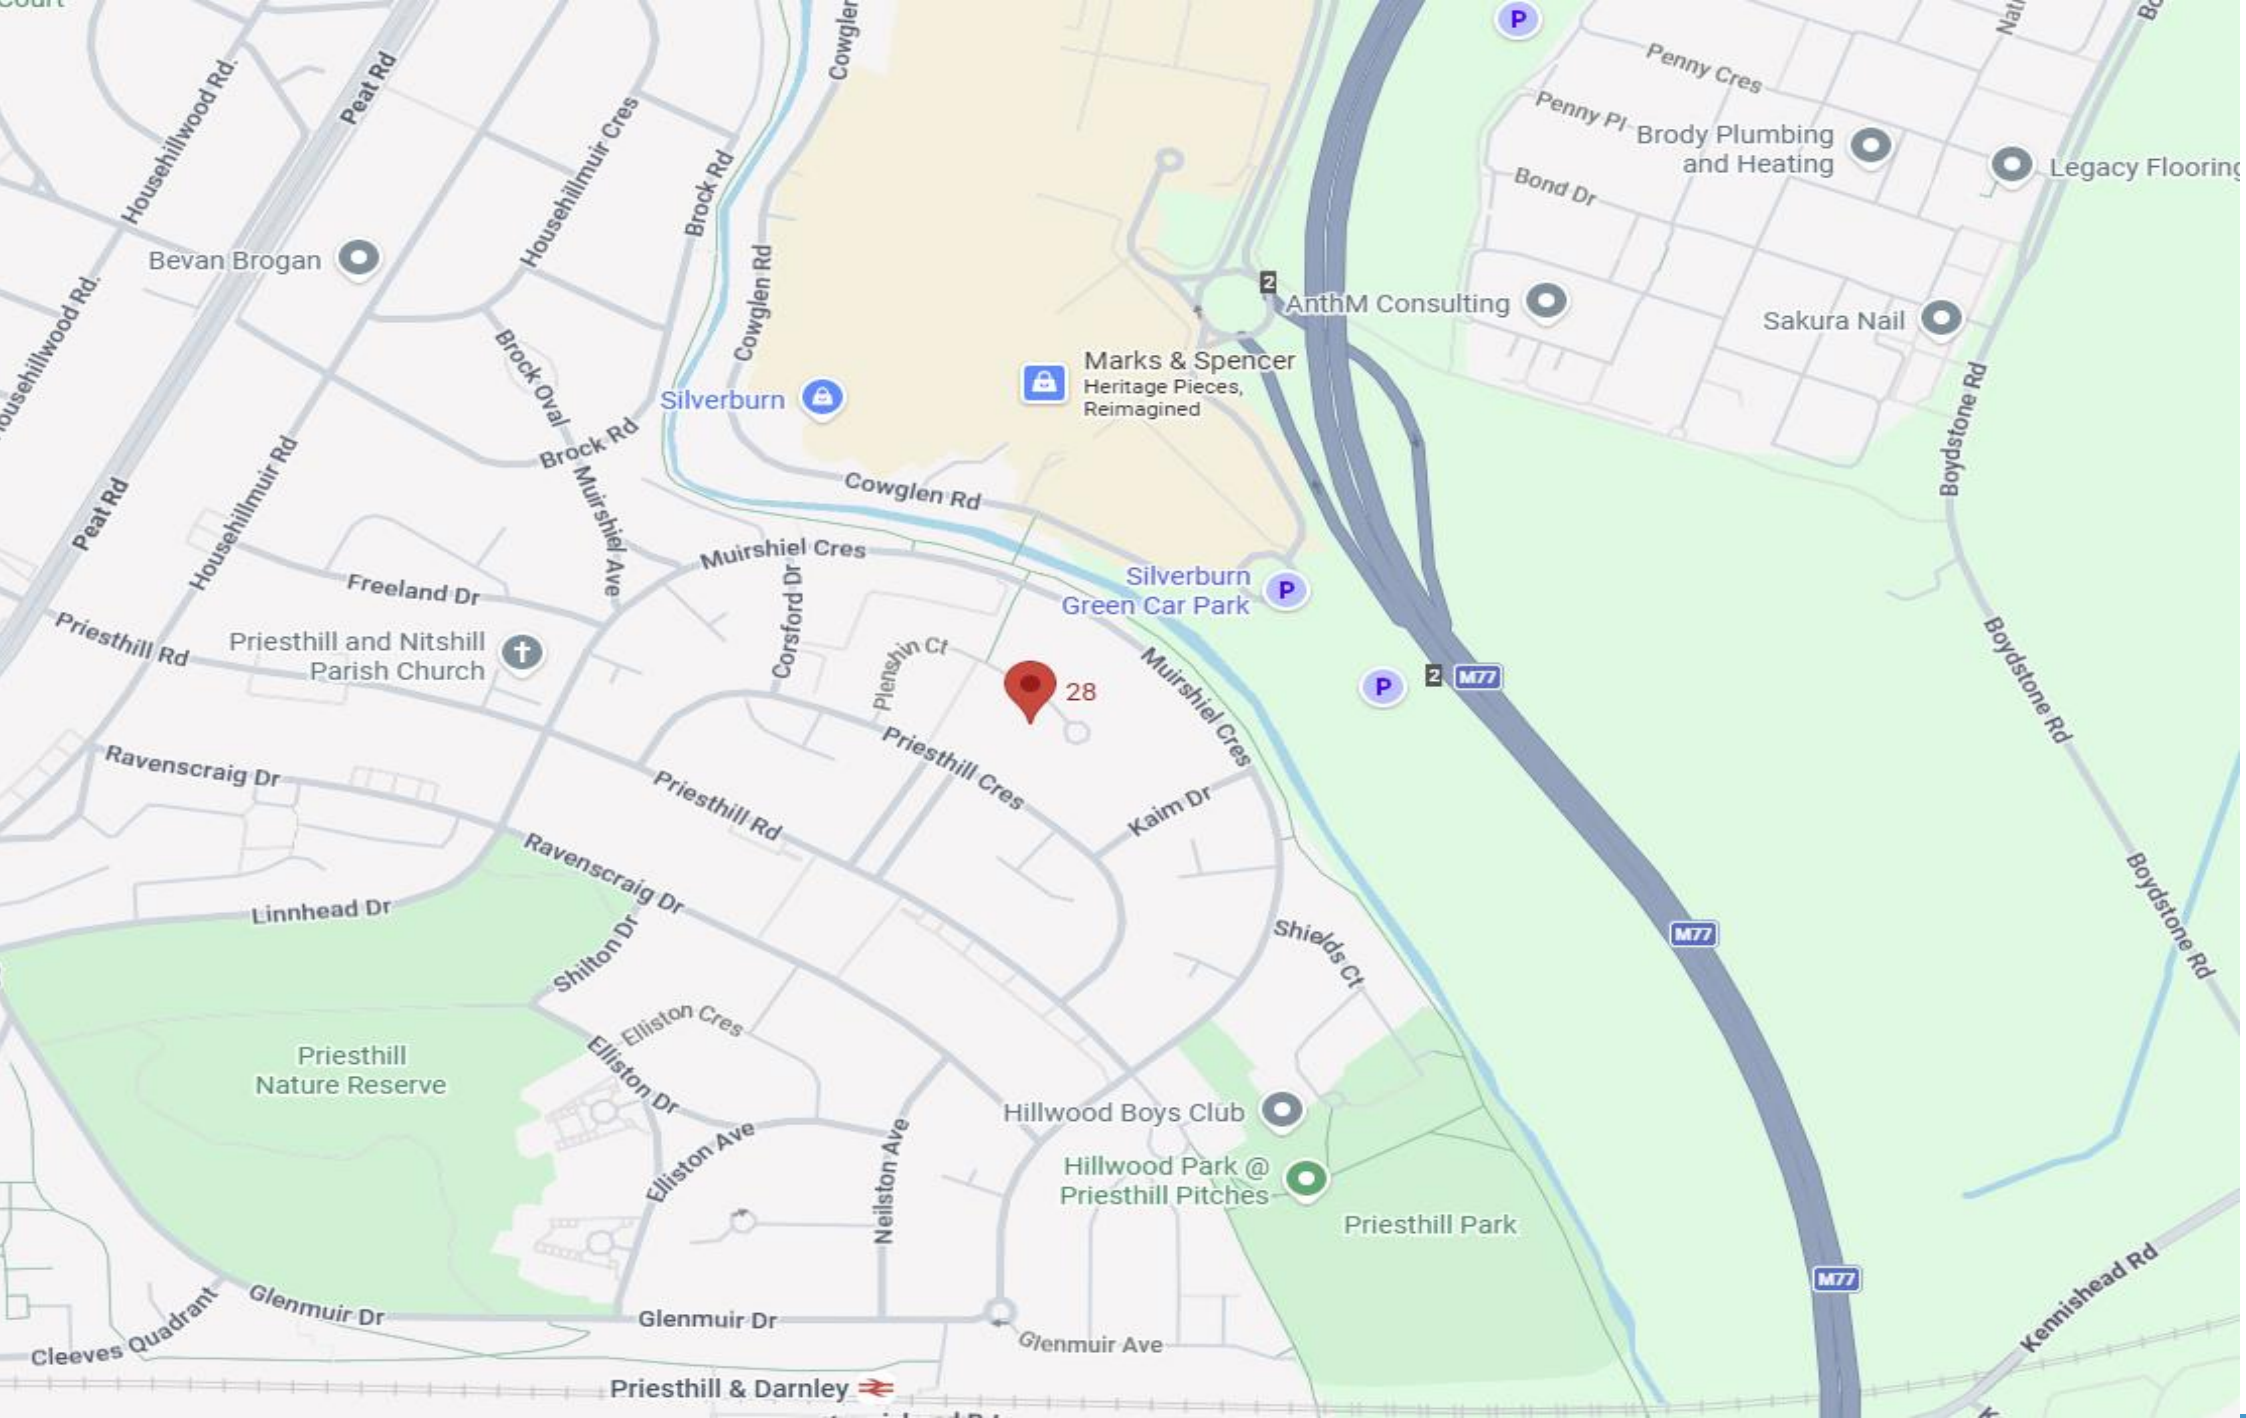 Court
Cowglen
P
Penny Cres
Peat Rd
Househillwood Rd.
Househillmuir Cres
Penny Pl
Brody Plumbing
and Heating
Legacy Flooring
Brock Rd
Bond Dr
Bevan Brogan
Cowglen Rd
2
AnthM Consulting
Sakura Nail
Househillwood Rd.
Brock Oval
Marks & Spencer
Heritage Pieces,
Reimagined
Silverburn
Boydstone Rd
Brock Rd
Househillmuir Rd
Peat Rd
Muirshiel Ave
Cowglen Rd
Muirshiel Cres
Silverburn
Green Car Park
P
Freeland Dr
Corsford Dr
Priesthill Rd
Priesthill and Nitshill
Parish Church
Plenshin Ct
28
Muirshiel Cres
P
2
M77
Boydstone Rd
Ravenscraig Dr
Priesthill Cres
Priesthill Rd
Kaim Dr
Ravenscraig Dr
Linnhead Dr
Shilton Dr
Shields Ct
M77
Boydstone Rd
Elliston Cres
Priesthill
Nature Reserve
Elliston Dr
Hillwood Boys Club
Elliston Ave
Neilston Ave
Hillwood Park @
Priesthill Pitches
Priesthill Park
M77
Kennishead Rd
Glenmuir Dr
Glenmuir Dr
Glenmuir Ave
Cleeves Quadrant
Priesthill & Darnley